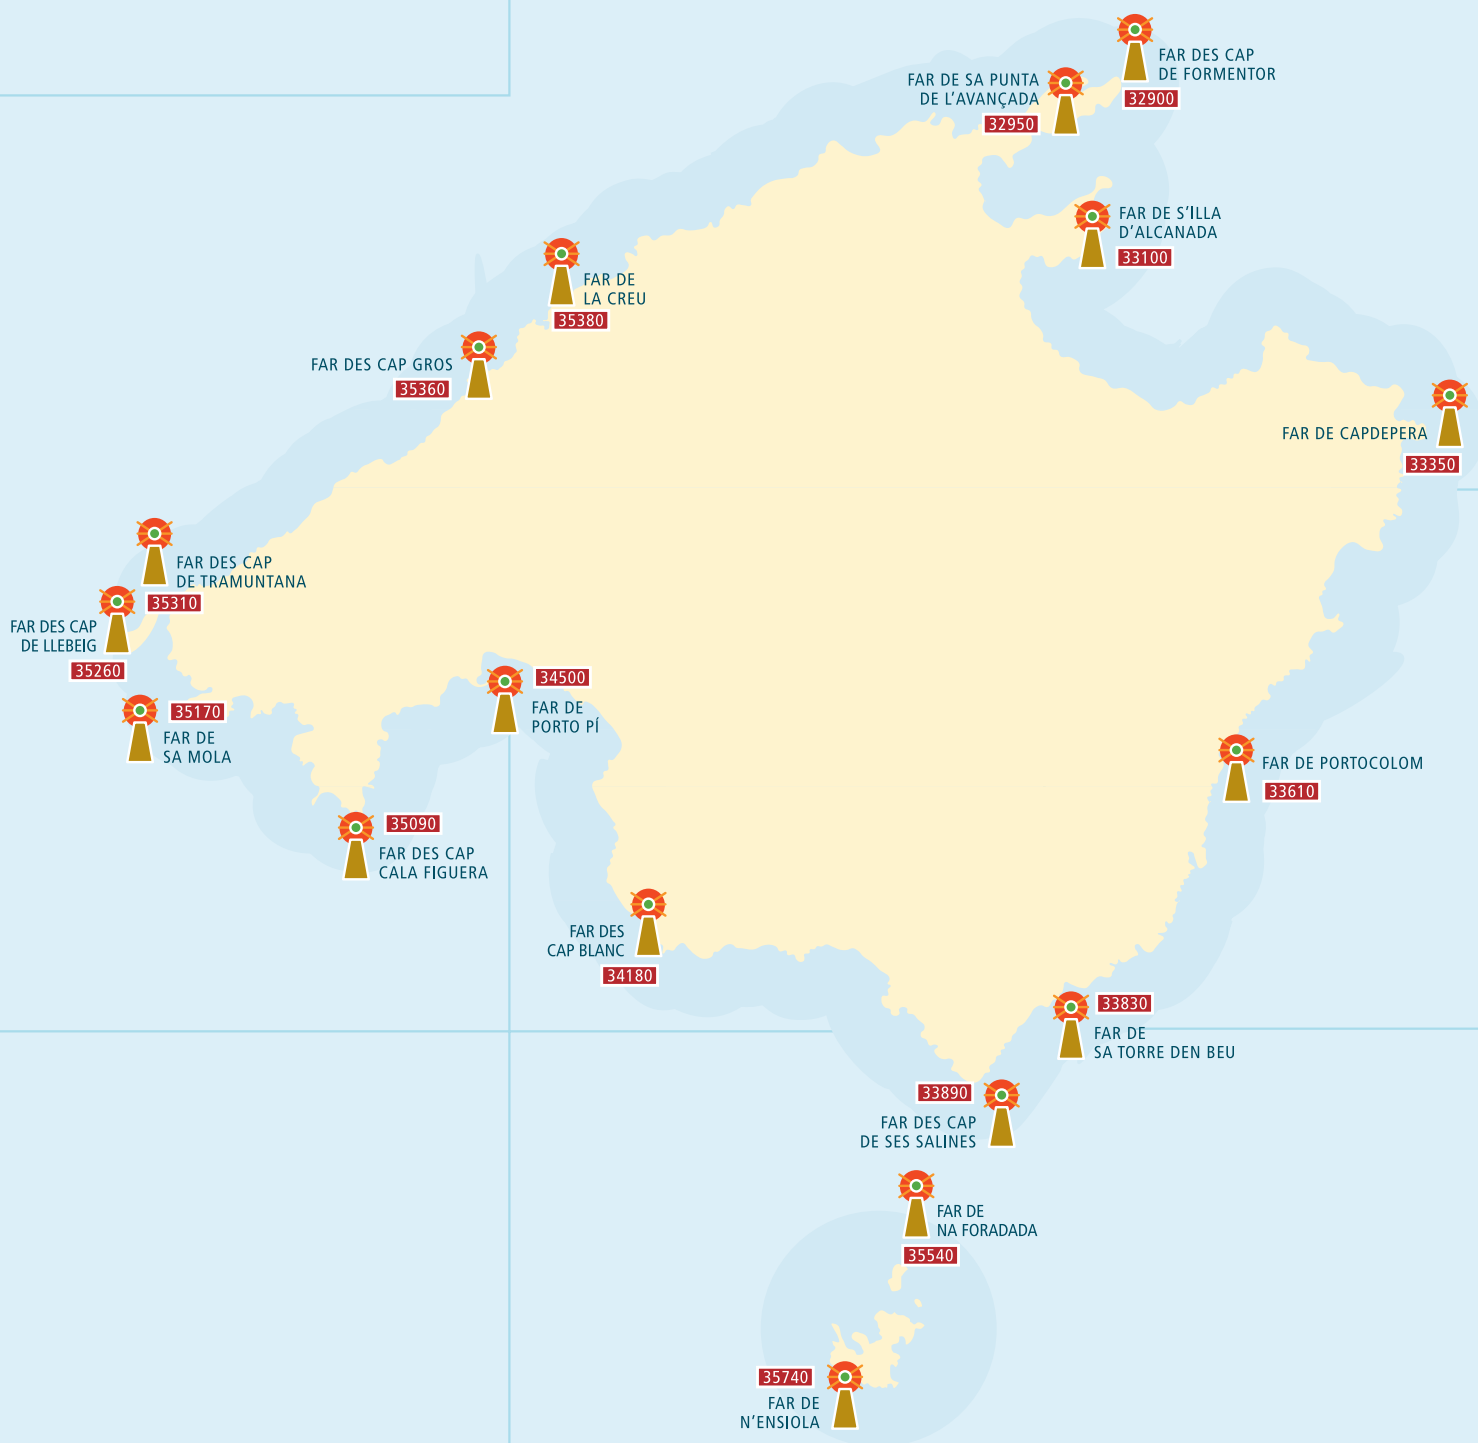 FAR DES CAP
DE FORMENTOR
32900
FAR DE SA PUNTA
DE L'AVANÇADA
32950
FAR DE S'ILLA
D'ALCANADA
33100
FAR DE
LA CREU
35380
FAR DES CAP GROS
35360
FAR DE CAPDEPERA
33350
FAR DES CAP
DE TRAMUNTANA
35310
FAR DES CAP
DE LLEBEIG
35260
35170
FAR DE
SA MOLA
34500
FAR DE
PORTO PÍ
FAR DE PORTOCOLOM
33610
35090
FAR DES CAP
CALA FIGUERA
FAR DES
CAP BLANC
34180
33830
FAR DE
SA TORRE DEN BEU
33890
FAR DES CAP
DE SES SALINES
FAR DE
NA FORADADA
35540
35740
FAR DE
N'ENSIOLA